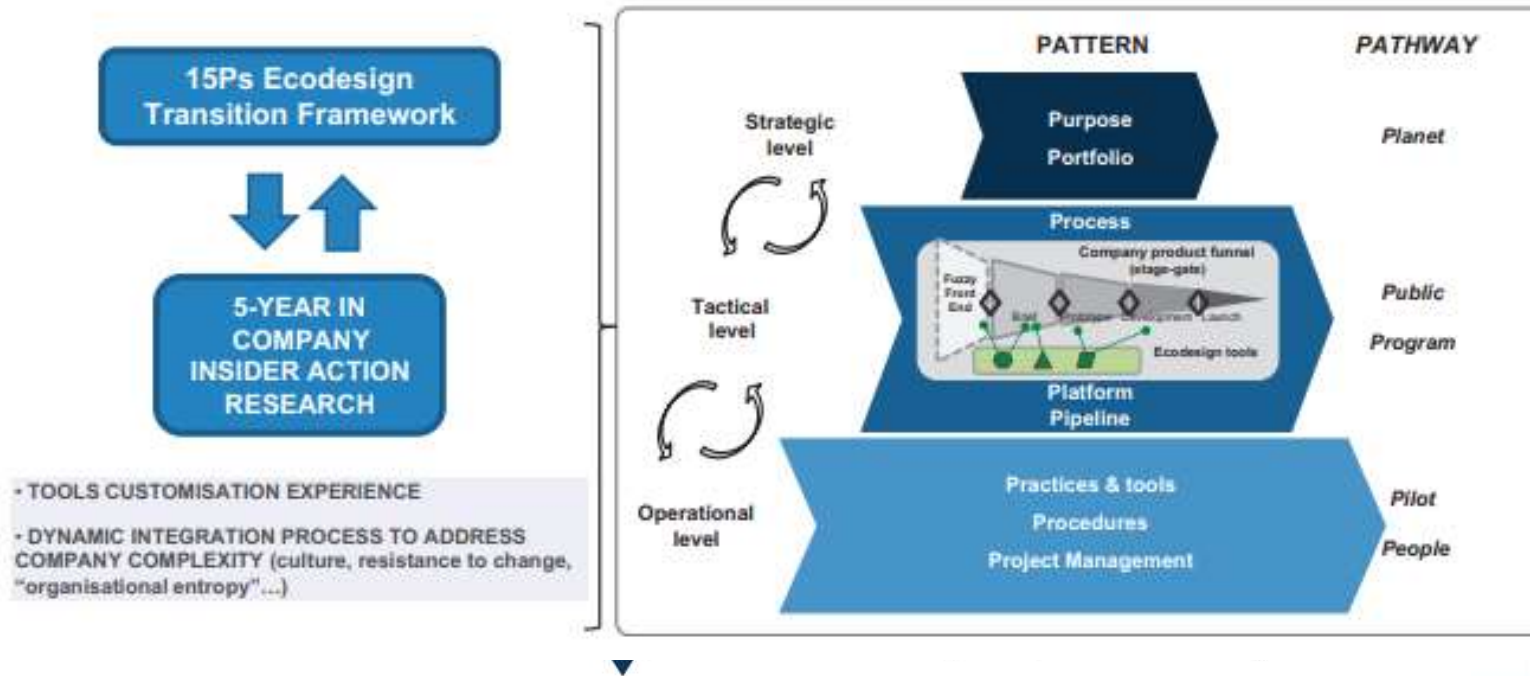 15Ps Ecodesign
Transition Framework
5-YEAR IN
COMPANY
INSIDER ACTION
RESEARCH
• TOOLS CUSTOMISATION EXPERIENCE
• DYNAMIC INTEGRATION PROCESS TO ADDRESS
COMPANY COMPLEXITY (culture, resistance to change,
“organisational entropy”…)
PATTERN
PATHWAY
Strategic
level
Purpose
Portfolio
Planet
Tactical
level
Process
Company product funnel
(stage-gate)
Fuzzy
Front
End
Brief
Prototype
Development
Launch
Ecodesign tools
Platform
Pipeline
Public
Program
Operational
level
Practices & tools
Procedures
Project Management
Pilot
People